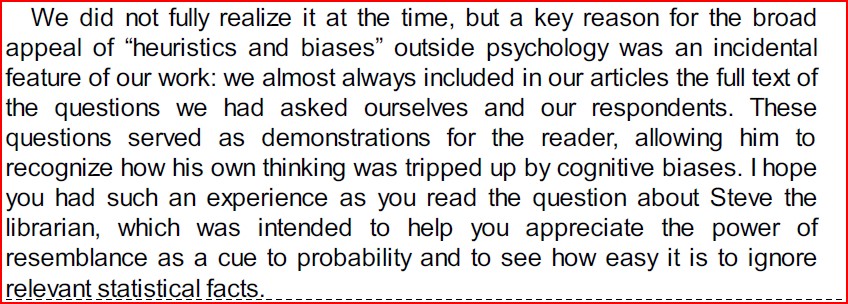 We did not fully realize it at the time, but a key reason for the broad
appeal of “heuristics and biases” outside psychology was an incidental
feature of our work: we almost always included in our articles the full text of
the questions we had asked ourselves and our respondents. These
questions served as demonstrations for the reader, allowing him to
recognize how his own thinking was tripped up by cognitive biases. I hope
you had such an experience as you read the question about Steve the
librarian, which was intended to help you appreciate the power of
resemblance as a cue to probability and to see how easy it is to ignore
relevant statistical facts.